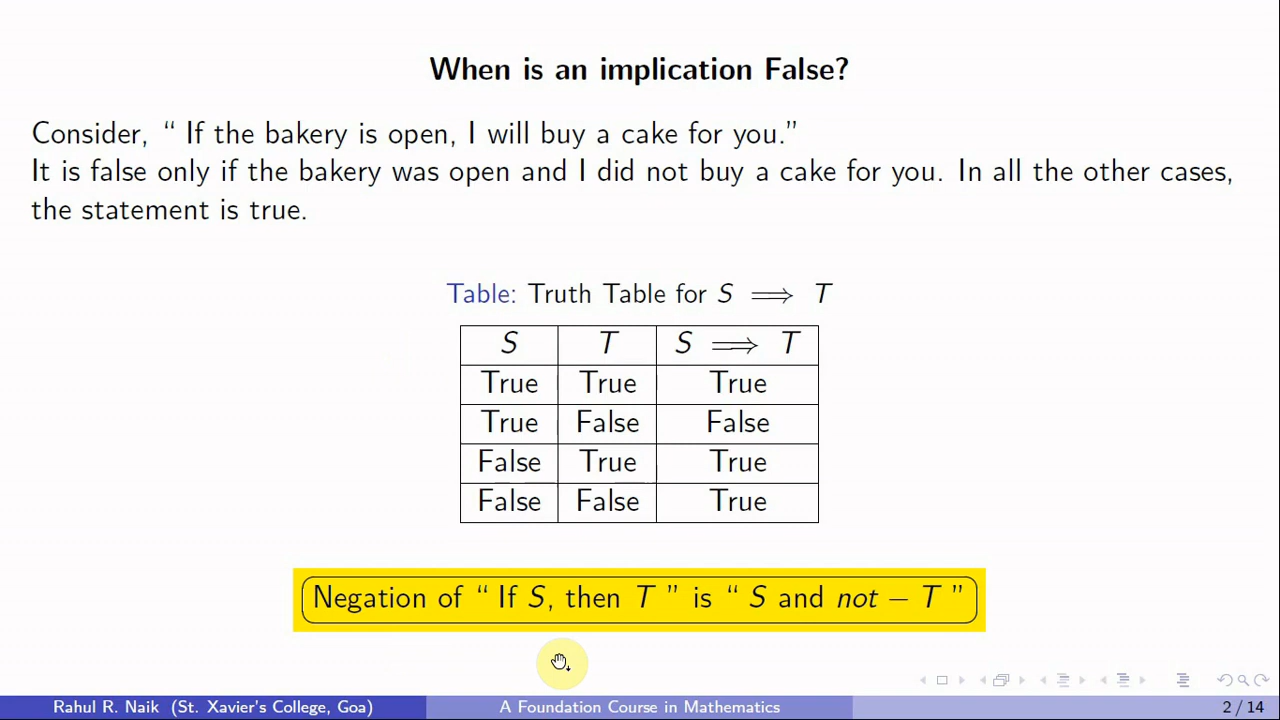 When is an implication False?
Consider, “ If the bakery is open, I will buy a cake for you.”
It is false only if the bakery was open and I did not buy a cake for you. In all the other cases,
the statement is true.
Table: Truth Table for S ⟹ T
S T S ⟹ T
True True True
True False False
False True True
False False True
Negation of “ If S, then T ” is “ S and not − T ”
Rahul R. Naik (St. Xavier's College, Goa) A Foundation Course in Mathematics 2 / 14